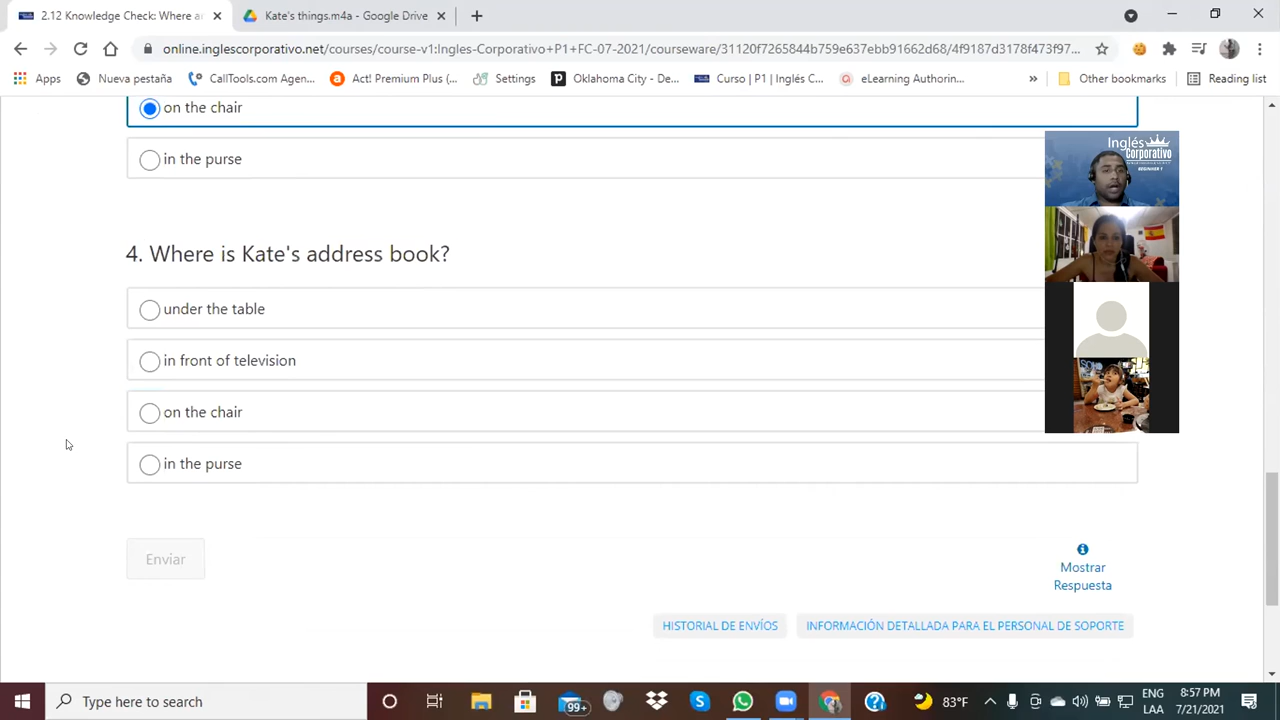 2.12 Knowledge Check: Where a
Kate's things.m4a - Google Drive
online.inglescorporativo.net/courses/course-v1:Ingles-Corporativo+P1+FC-07-2021/courseware/31120f7265844b759e637ebb91662d68/4f9187d3178f473f97...
Apps
Nueva pestaña
CallTools.com Agen...
Act! Premium Plus (...
Settings
Oklahoma City - De...
Curso | P1 | Inglés C...
eLearning Authorin...
»
Other bookmarks
Reading list
on the chair
in the purse
Inglés
Corporativo
BEGINNER 1
4. Where is Kate's address book?
under the table
in front of television
on the chair
in the purse
Enviar
Mostrar
Respuesta
HISTORIAL DE ENVÍOS
INFORMACIÓN DETALLADA PARA EL PERSONAL DE SOPORTE
Type here to search
99+
83°F
ENG
LAA
8:57 PM
7/21/2021